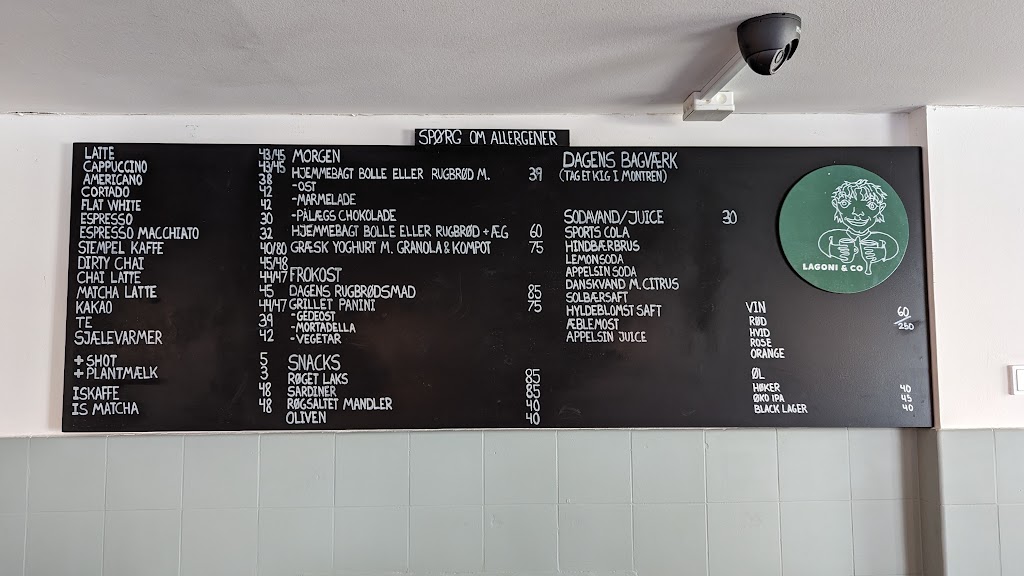 SPØRG OM ALLERGENER
LATTE 43/45
CAPPUCCINO 43/45
AMERICANO 38
CORTADO 42
FLAT WHITE 42
ESPRESSO 30
ESPRESSO MACCHIATO 32
STEMPEL KAFFE 40/80
DIRTY CHAI 45/48
CHAI LATTE 44/47
MATCHA LATTE 45
KAKAO 44/47
TE 39
SJÆLEVARMER 42
+ SHOT 5
+ PLANTMÆLK 3
ISKAFFE 48
IS MATCHA 48
MORGEN
HJEMMEBAGT BOLLE ELLER RUGBRØD M. 39
-OST
-MARMELADE
-PÅLÆGS CHOKOLADE
HJEMMEBAGT BOLLE ELLER RUGBRØD + ÆG 60
GRÆSK YOGHURT M. GRANOLA & KOMPOT 75
FROKOST
DAGENS RUGBRØDSMAD 85
GRILLET PANINI 75
-GEDEOST
-MORTADELLA
-VEGETAR
SNACKS
RØGET LAKS 85
SARDINER 85
RØGSALTET MANDLER 40
OLIVEN 40
DAGENS BAGVÆRK
(TAG ET KIG I MONTREN)
SODAVAND/JUICE 30
SPORTS COLA
HINDBÆRBRUS
LEMONSODA
APPELSIN SODA
DANSKVAND M. CITRUS
SOLBÆRSAFT
HYLDEBLOMST SAFT
ÆBLEMOST
APPELSIN JUICE
LAGONI & CO
VIN 60/250
RØD
HVID
ROSE
ORANGE
ØL
HØKER 40
ØKO IPA 45
BLACK LAGER 40